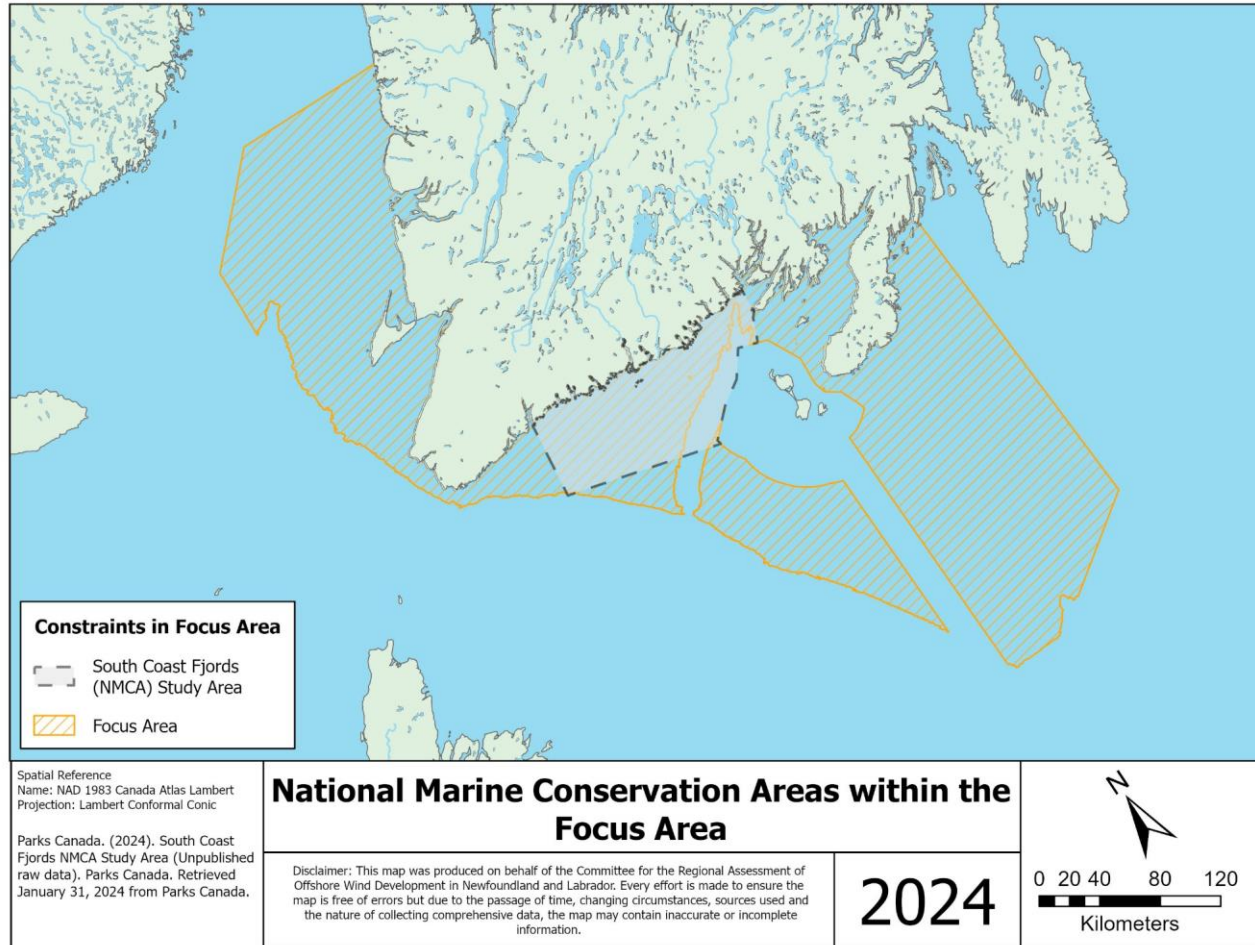 Constraints in Focus Area
South Coast Fjords
(NMCA) Study Area
Focus Area
Spatial Reference
Name: NAD 1983 Canada Atlas Lambert
Projection: Lambert Conformal Conic
Parks Canada. (2024). South Coast
Fjords NMCA Study Area (Unpublished
raw data). Parks Canada. Retrieved
January 31, 2024 from Parks Canada.
National Marine Conservation Areas within the
Focus Area
Disclaimer: This map was produced on behalf of the Committee for the Regional Assessment of
Offshore Wind Development in Newfoundland and Labrador. Every effort is made to ensure the
map is free of errors but due to the passage of time, changing circumstances, sources used and
the nature of collecting comprehensive data, the map may contain inaccurate or incomplete
information.
2024
N
0 20 40 80 120
Kilometers